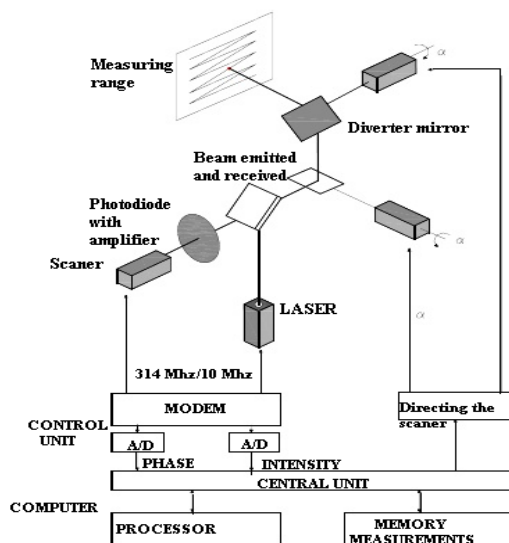 Measuring
range
α
Diverter mirror
Beam emitted
and received
Photodiode
with
amplifier
α
Scaner
α
LASER
314 Mhz/10 Mhz
MODEM
Directing the
scaner
CONTROL
UNIT
A/D
A/D
PHASE
INTENSITY
CENTRAL UNIT
COMPUTER
PROCESSOR
MEMORY
MEASUREMENTS